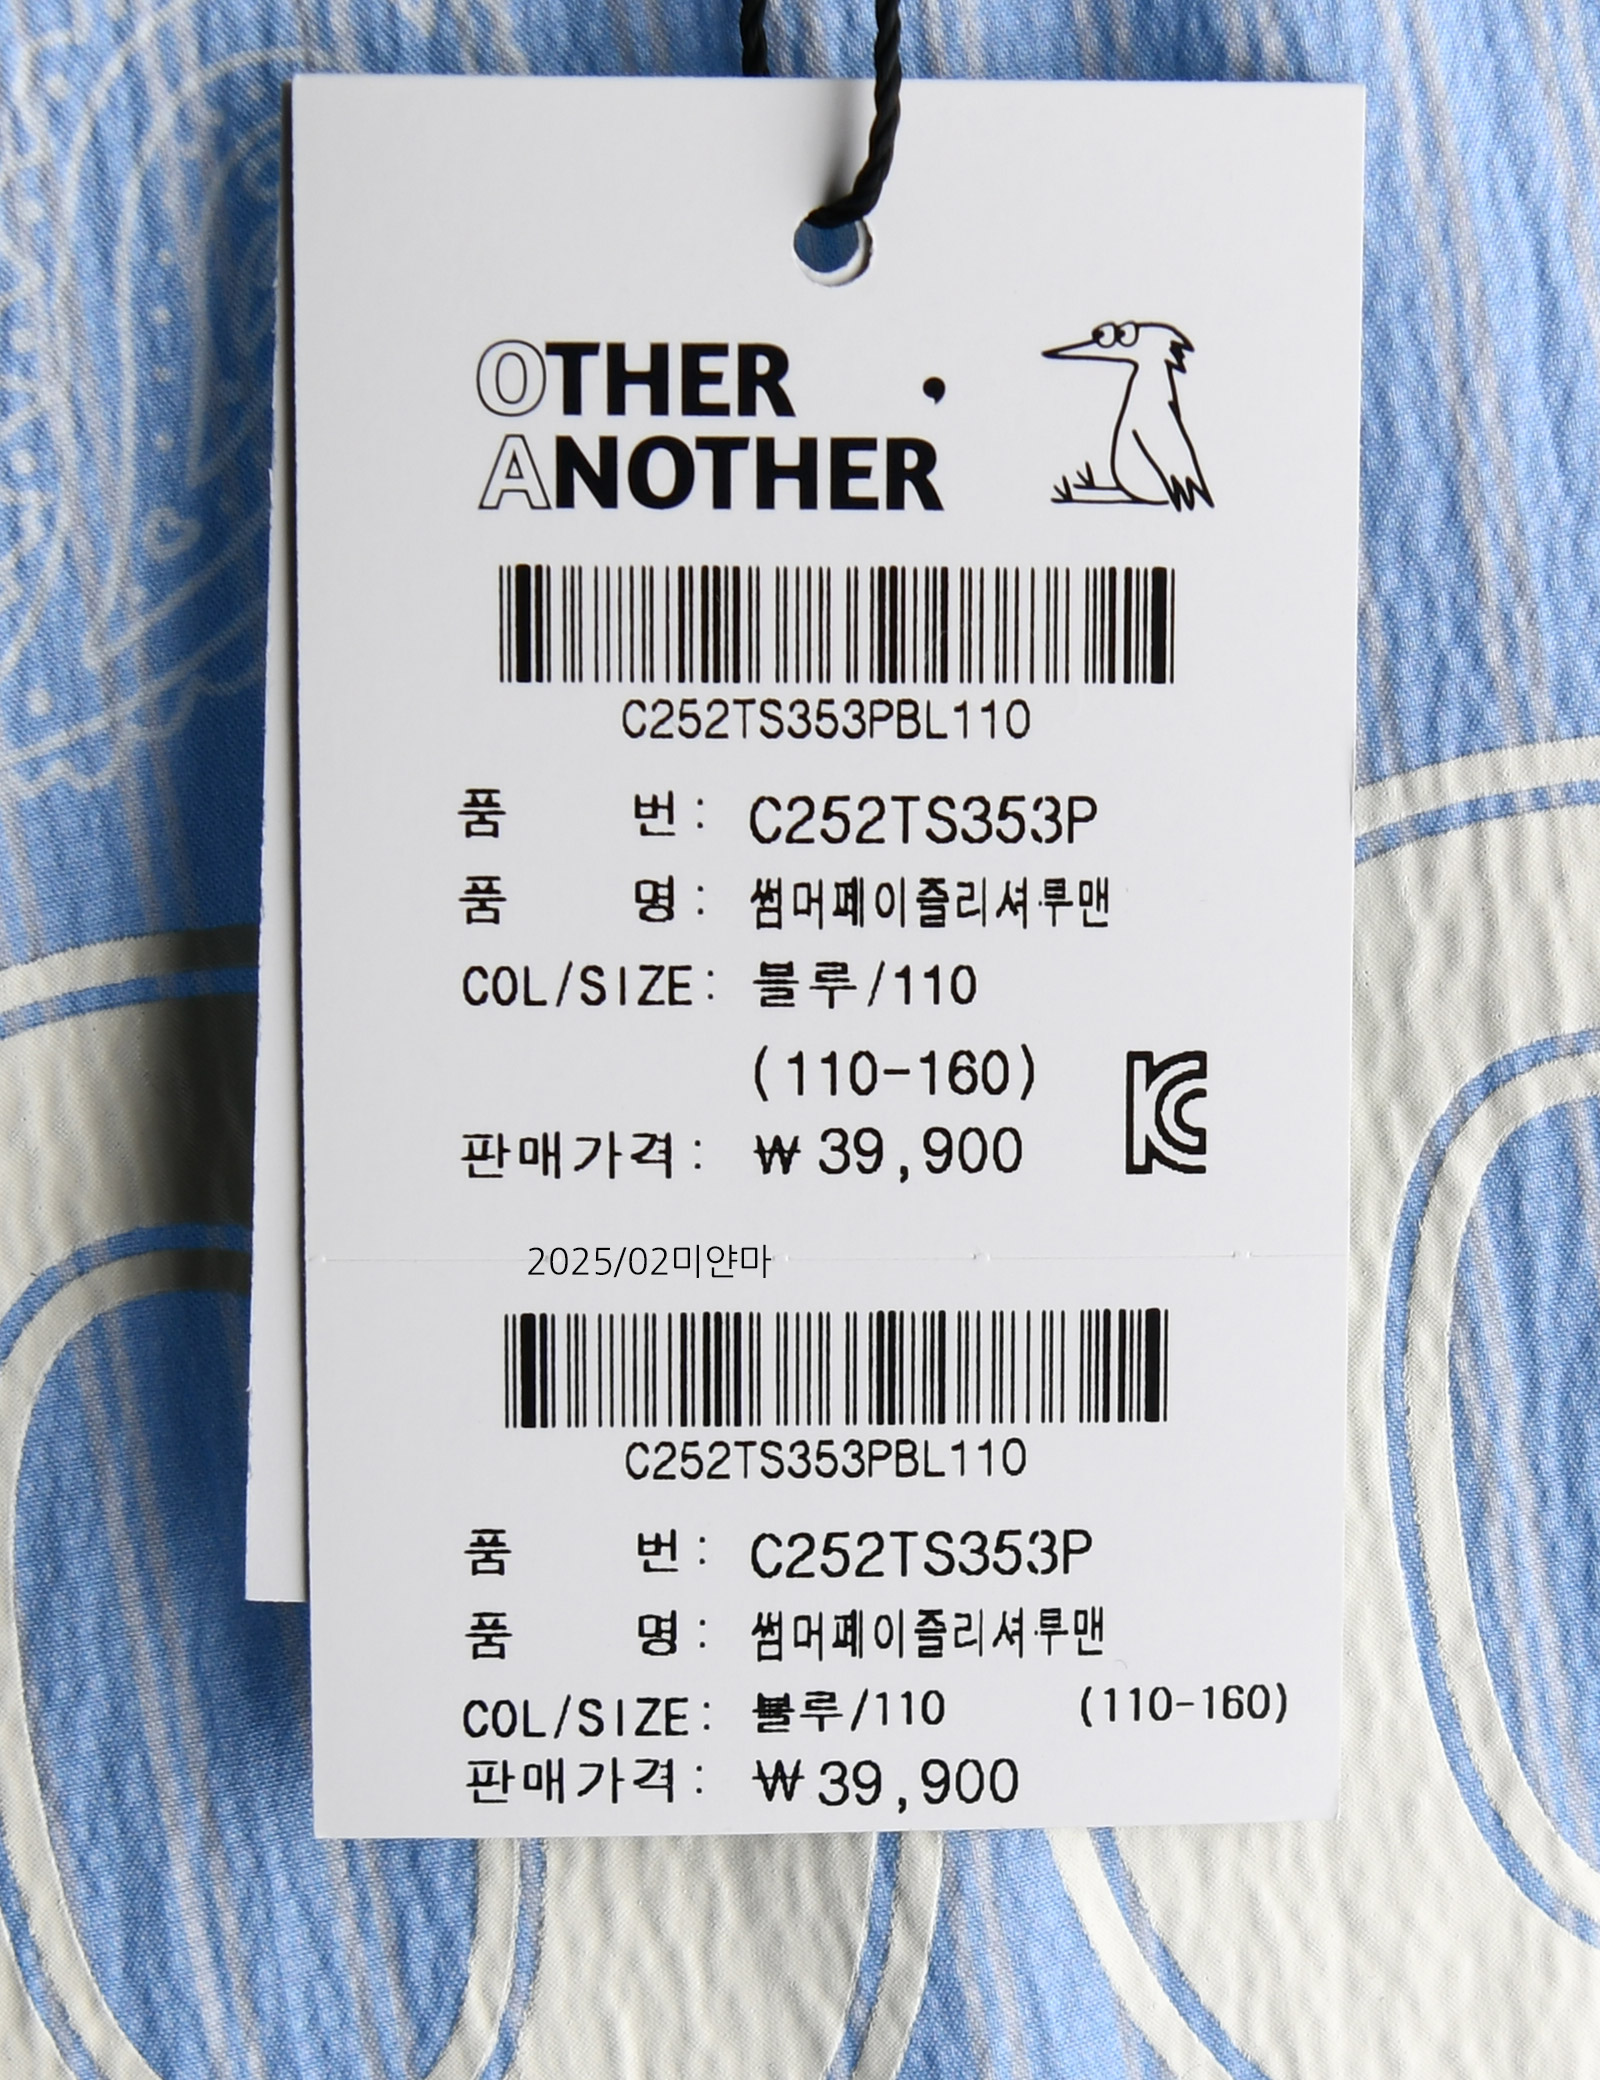 OTHER
ANOTHER
C252TS353PBL110
품 번: C252TS353P
품 명: 썸머페이즐리셔루맨
COL/SIZE: 블루/110
(110-160)
KC
판매가격: ₩39,900
2025/02미얀마
C252TS353PBL110
품 번: C252TS353P
품 명: 썸머페이즐리셔루맨
COL/SIZE: 블루/110 (110-160)
판매가격: ₩39,900